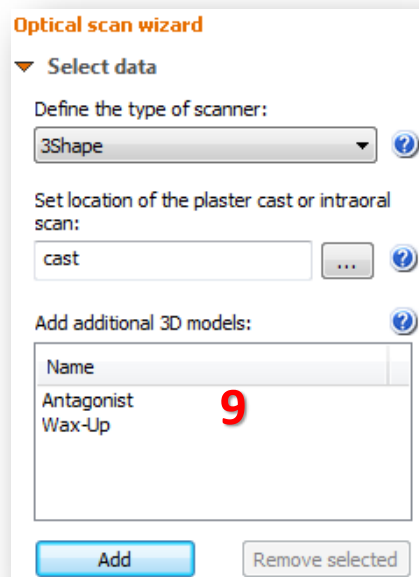 Optical scan wizard
Select data
Define the type of scanner:
3Shape
Set location of the plaster cast or intraoral
scan:
cast
...
Add additional 3D models:
Name
Antagonist
9
Wax-Up
Add
Remove selected